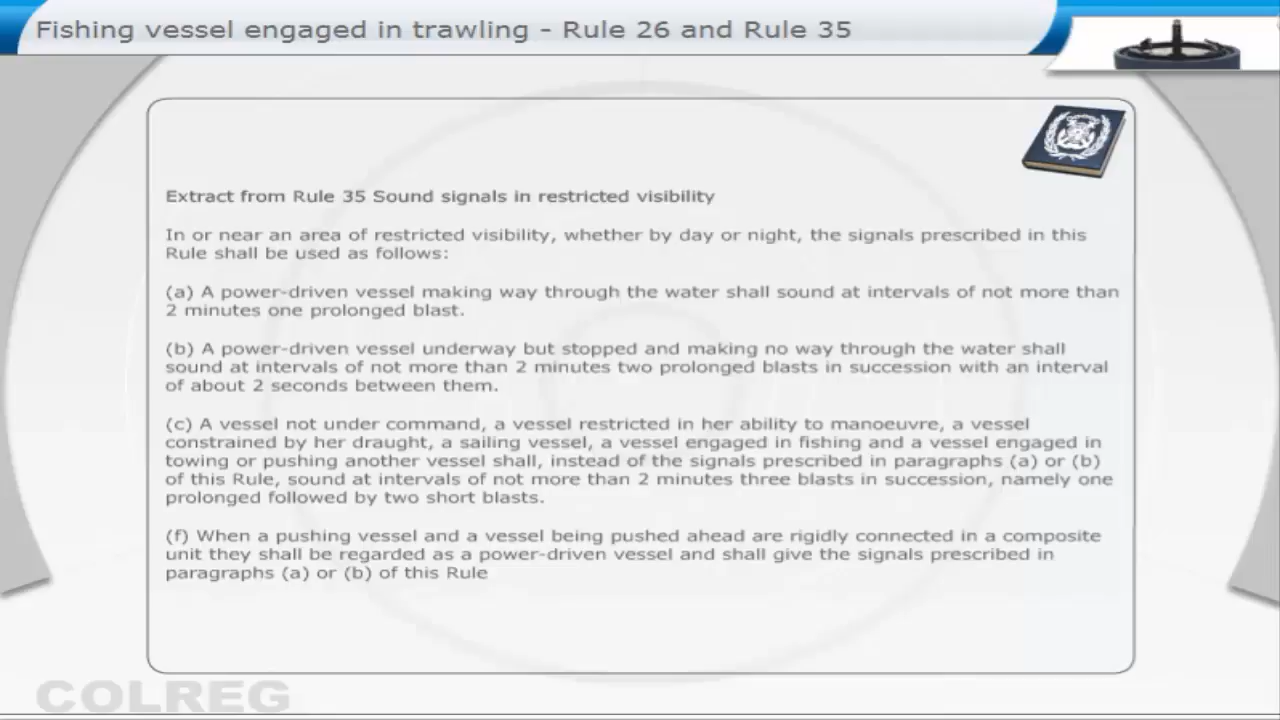 Fishing vessel engaged in trawling - Rule 26 and Rule 35
Extract from Rule 35 Sound signals in restricted visibility
In or near an area of restricted visibility, whether by day or night, the signals prescribed in this
Rule shall be used as follows:
(a) A power-driven vessel making way through the water shall sound at intervals of not more than
2 minutes one prolonged blast.
(b) A power-driven vessel underway but stopped and making no way through the water shall
sound at intervals of not more than 2 minutes two prolonged blasts in succession with an interval
of about 2 seconds between them.
(c) A vessel not under command, a vessel restricted in her ability to manoeuvre, a vessel
constrained by her draught, a sailing vessel, a vessel engaged in fishing and a vessel engaged in
towing or pushing another vessel shall, instead of the signals prescribed in paragraphs (a) or (b)
of this Rule, sound at intervals of not more than 2 minutes three blasts in succession, namely one
prolonged followed by two short blasts.
(f) When a pushing vessel and a vessel being pushed ahead are rigidly connected in a composite
unit they shall be regarded as a power-driven vessel and shall give the signals prescribed in
paragraphs (a) or (b) of this Rule
COLREG